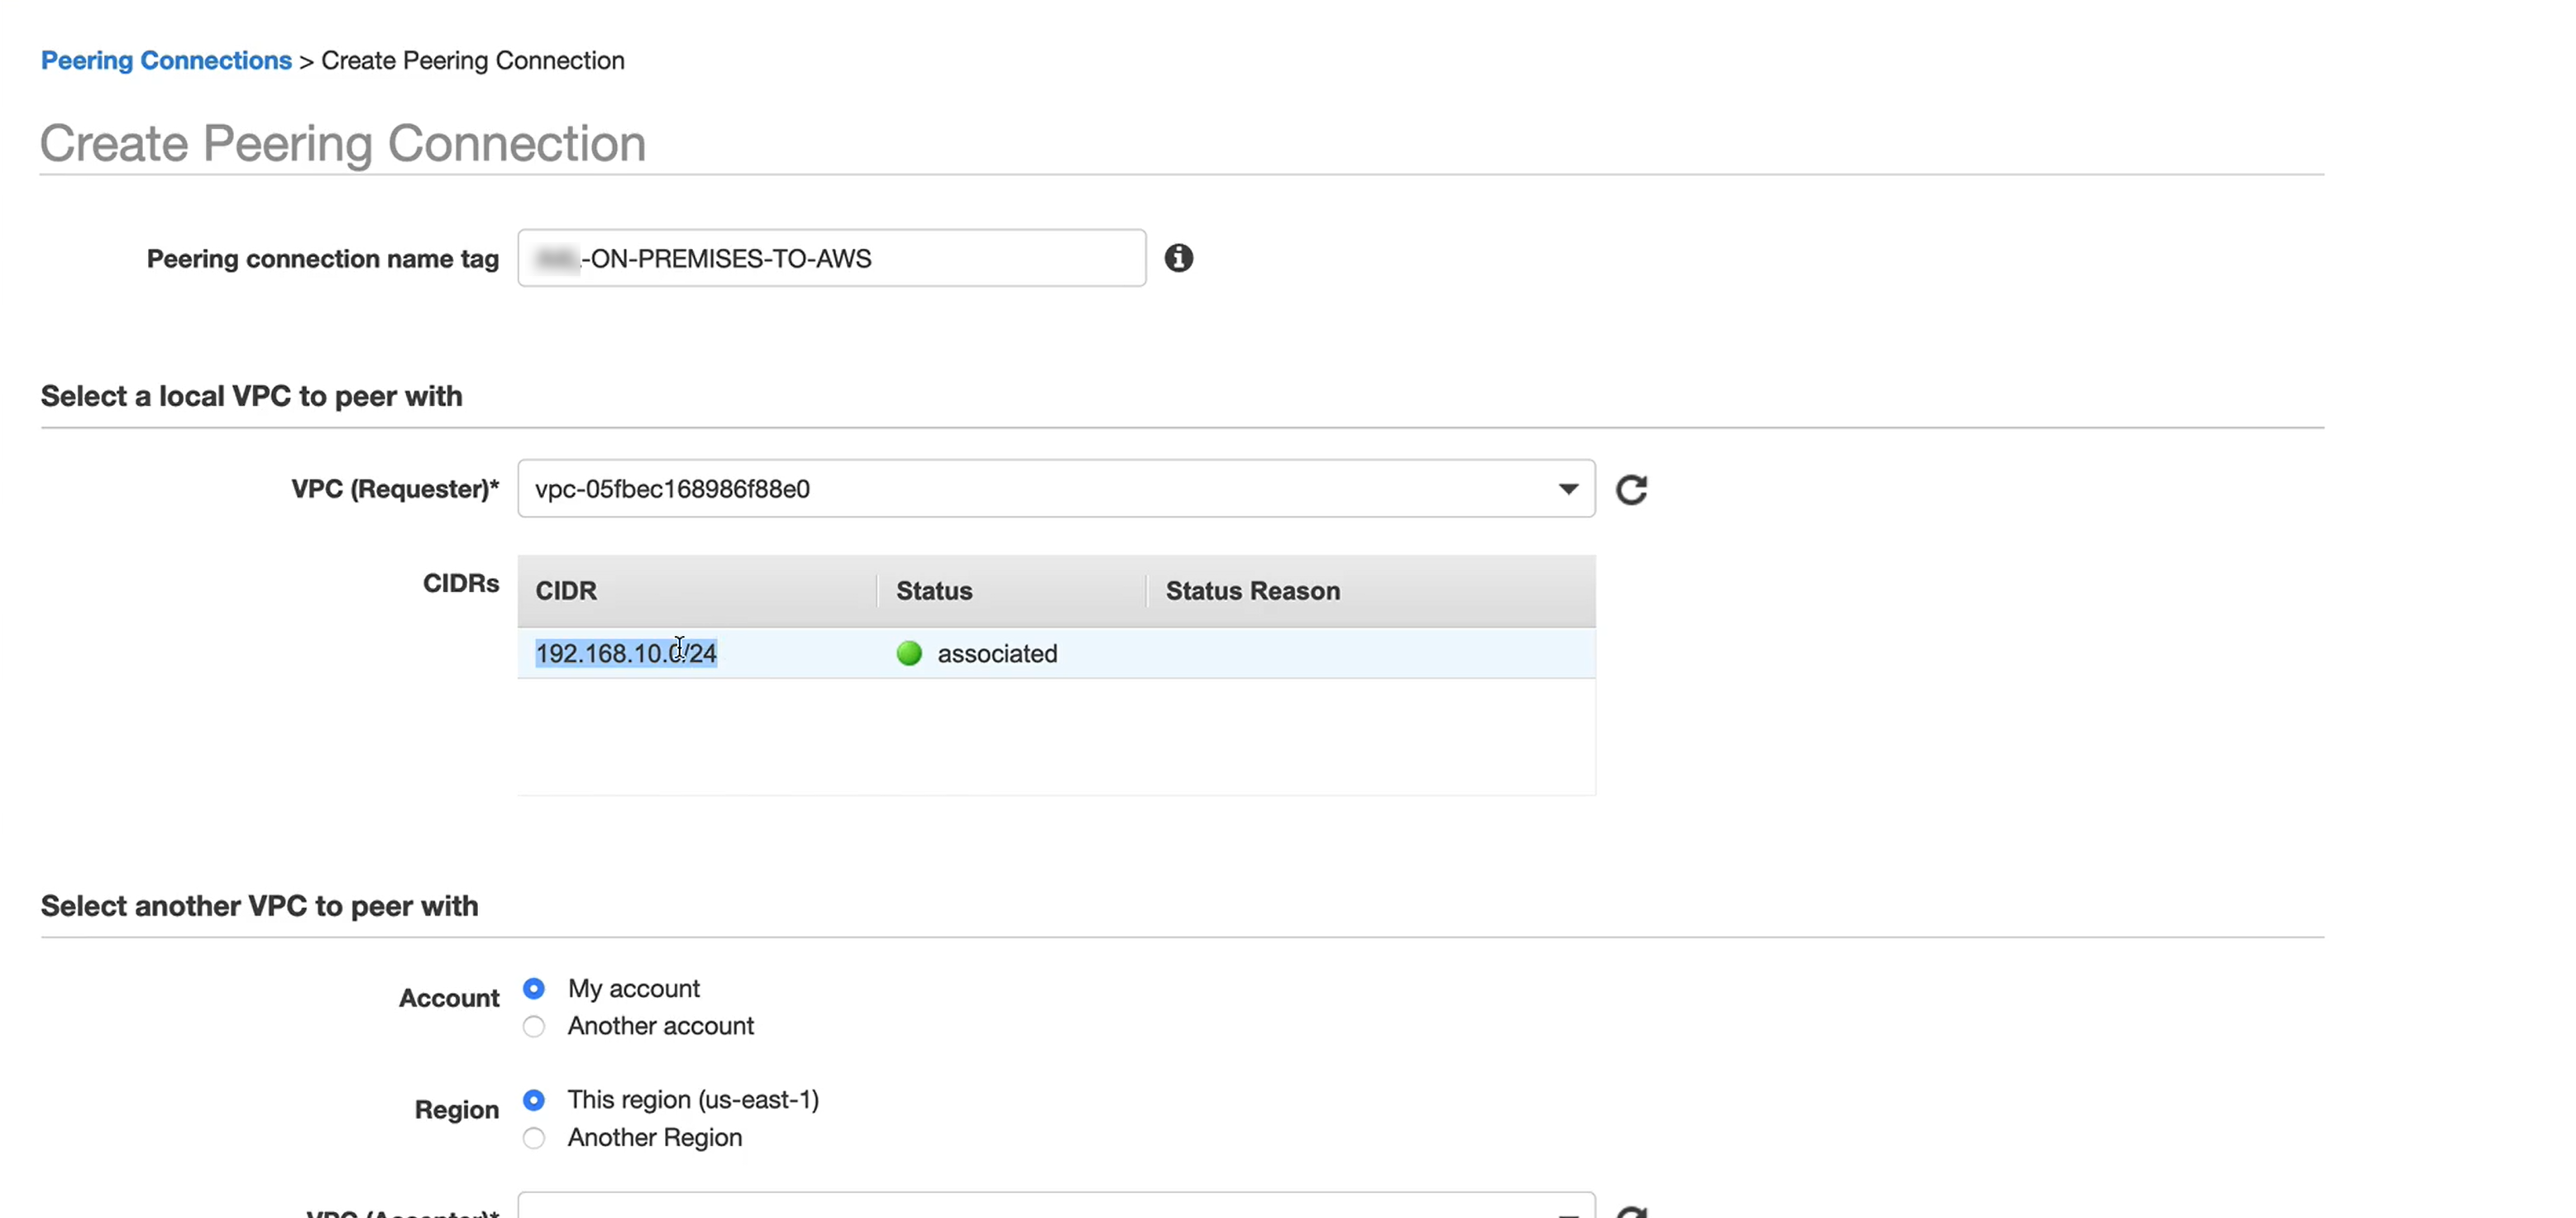 Peering Connections > Create Peering Connection
Create Peering Connection
Peering connection name tag -ON-PREMISES-TO-AWS
Select a local VPC to peer with
VPC (Requester)* vpc-05fbec168986f88e0
CIDRs CIDR Status Status Reason
192.168.10.0/24 associated
Select another VPC to peer with
Account My account
Another account
Region This region (us-east-1)
Another Region
VPC (Accepter)*